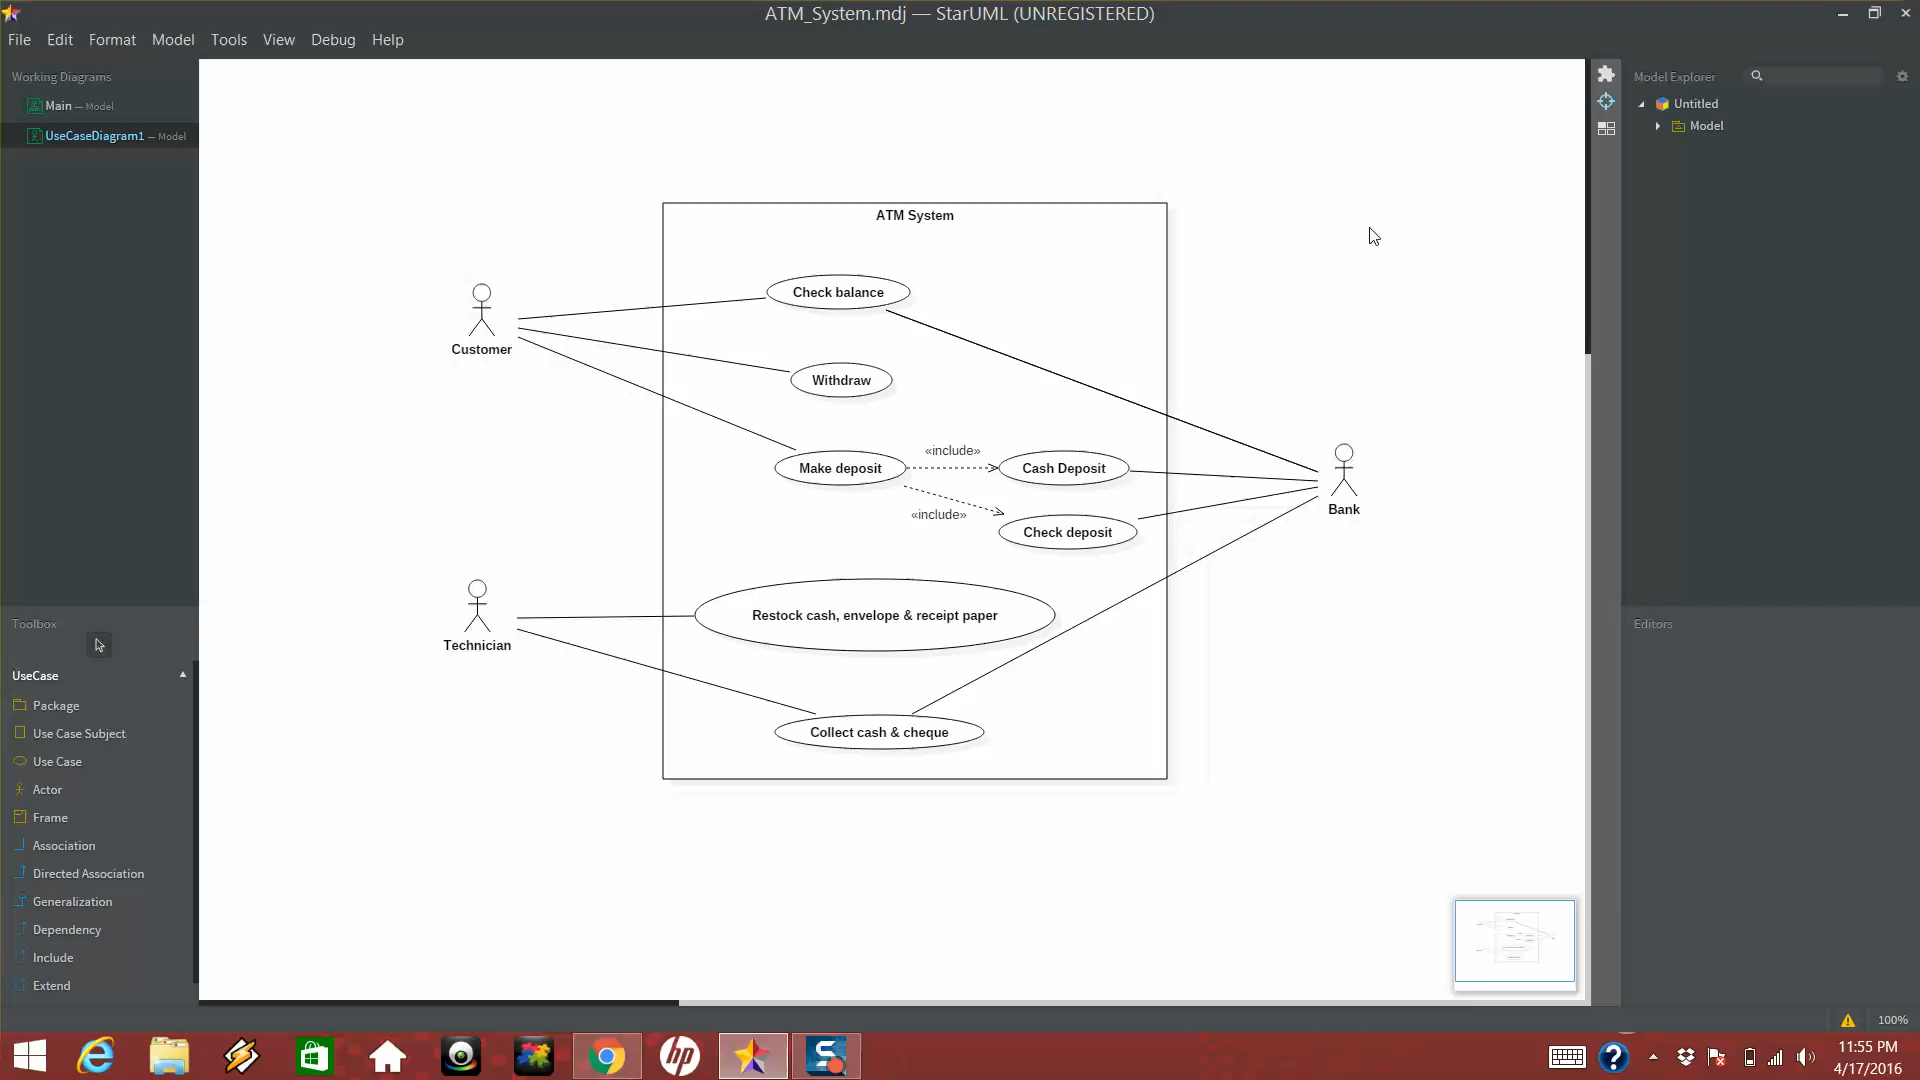 ATM_System.mdj — StarUML (UNREGISTERED)
File Edit Format Model Tools View Debug Help
Working Diagrams
Main — Model
UseCaseDiagram1 — Model
Model Explorer
Untitled
Model
ATM System
Check balance
Customer
Withdraw
«include»
Make deposit
Cash Deposit
«include»
Check deposit
Bank
Restock cash, envelope & receipt paper
Technician
Collect cash & cheque
Toolbox
UseCase
Package
Use Case Subject
Use Case
Actor
Frame
Association
Directed Association
Generalization
Dependency
Include
Extend
Editors
100%
hp
S
?
11:55 PM
4/17/2016